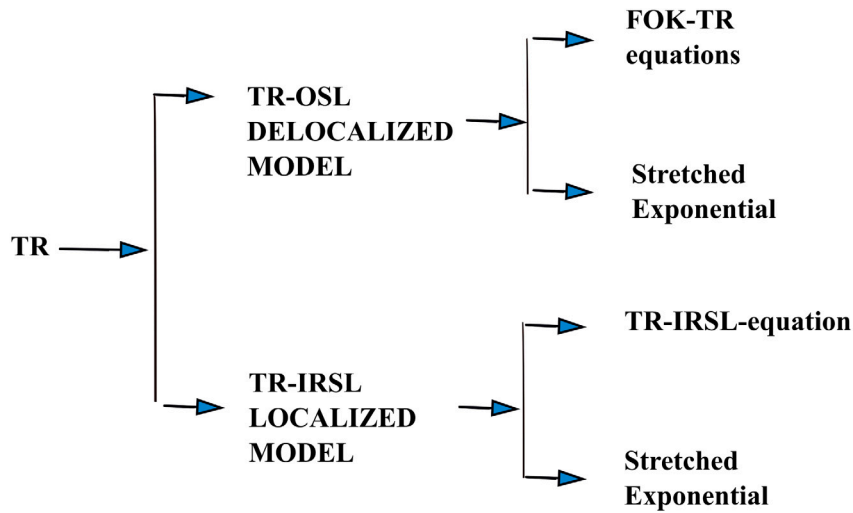 FOK-TR
equations
TR-OSL
DELOCALIZED
MODEL
Stretched
Exponential
TR
TR-IRSL-equation
TR-IRSL
LOCALIZED
MODEL
Stretched
Exponential